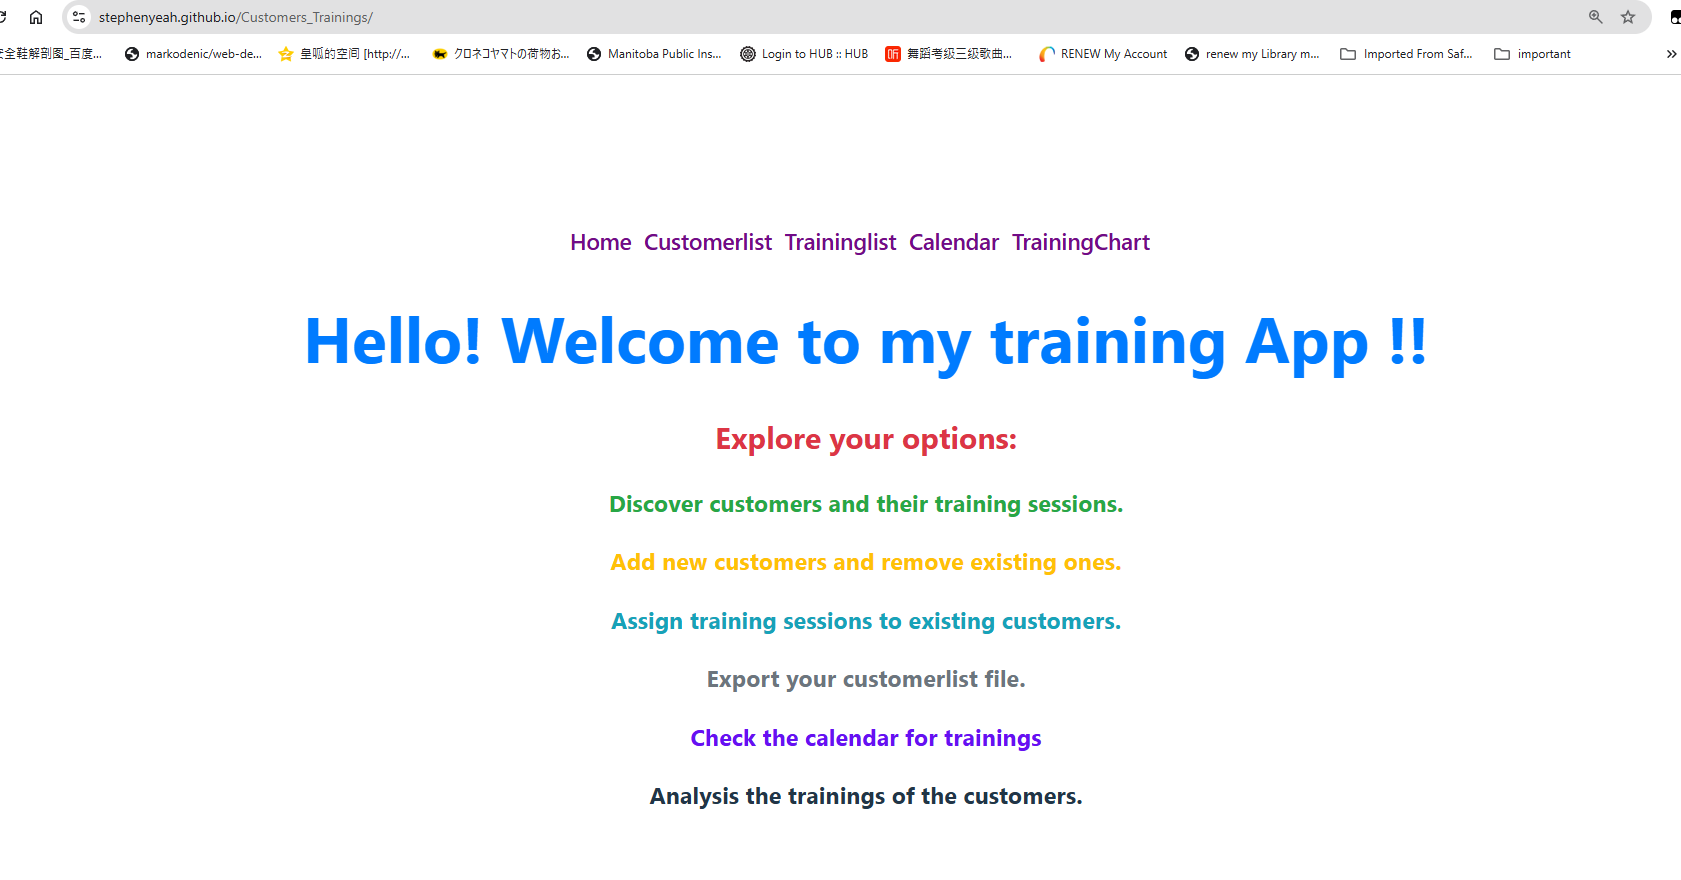 stephenyeah.github.io/Customers_Trainings/
全鞋解剖图_百度... markodenic/web-de... 皇呱的空间 [http://... クロネコヤマトの荷物お... Manitoba Public Ins... Login to HUB :: HUB 舞蹈考级三级歌曲... RENEW My Account renew my Library m... Imported From Saf... important
Home Customerlist Traininglist Calendar TrainingChart
Hello! Welcome to my training App !!
Explore your options:
Discover customers and their training sessions.
Add new customers and remove existing ones.
Assign training sessions to existing customers.
Export your customerlist file.
Check the calendar for trainings
Analysis the trainings of the customers.